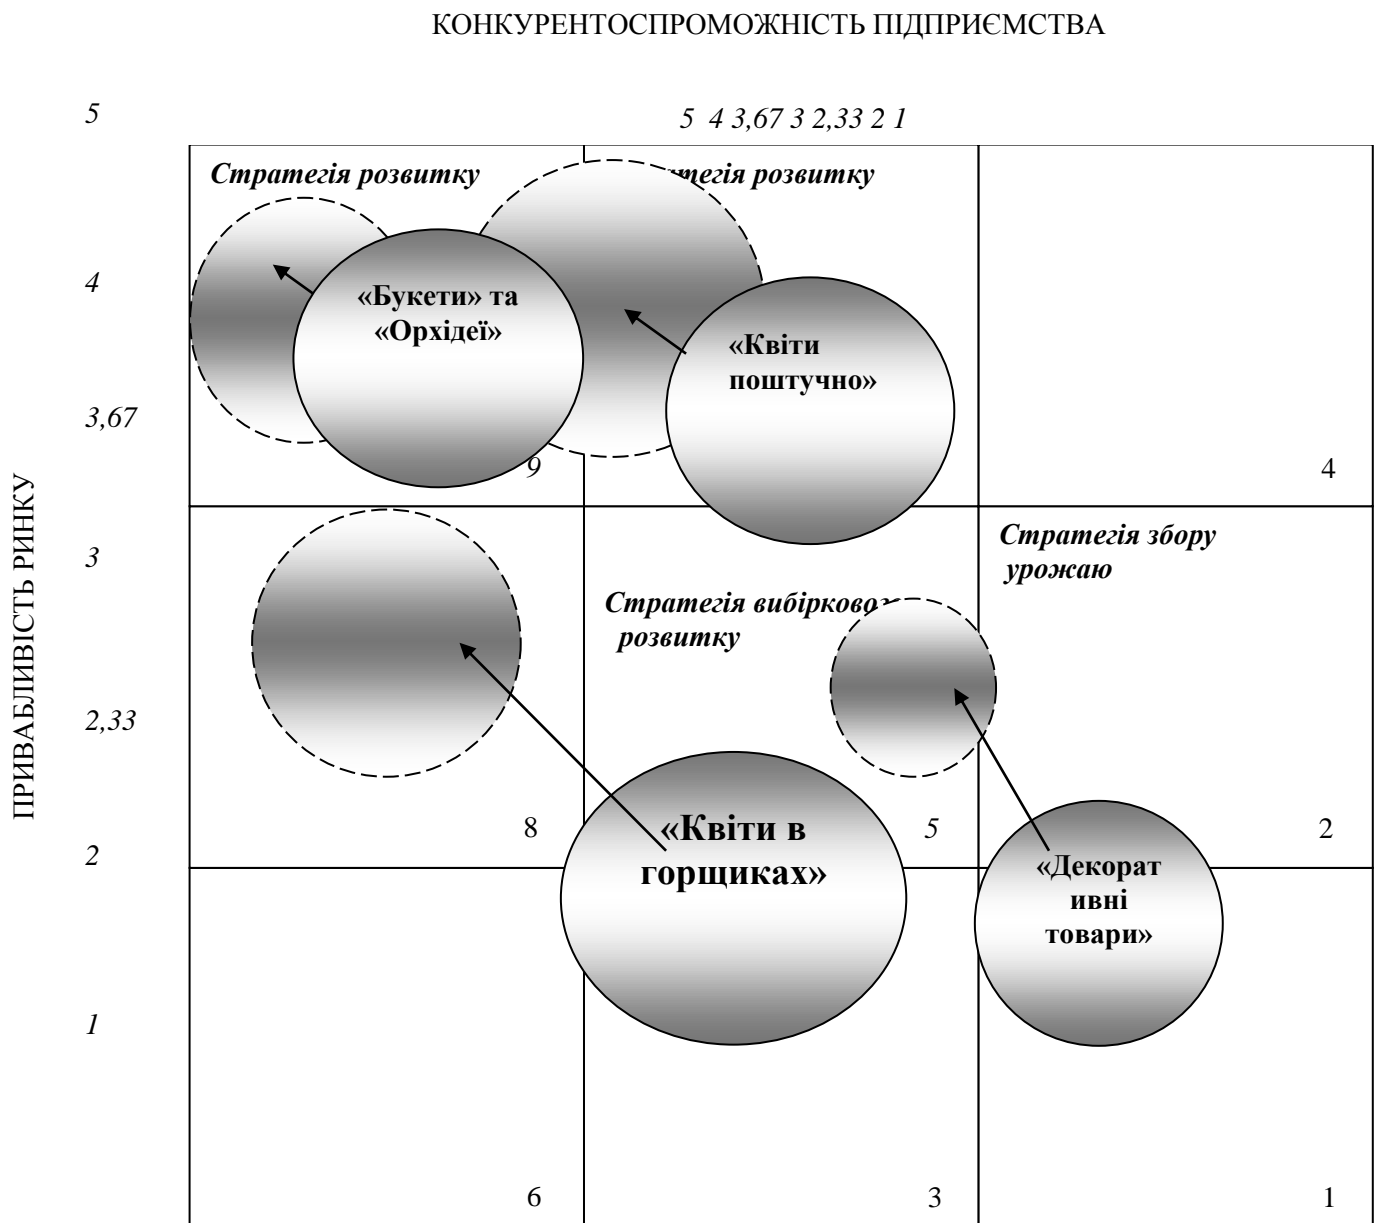 КОНКУРЕНТОСПРОМОЖНІСТЬ ПІДПРИЄМСТВА
5
5 4 3,67 3 2,33 2 1
Стратегія розвитку
тегія розвитку
4
«Букети» та
«Орхідеї»
«Квіти
поштучно»
3,67
9
4
ПРИВАБЛИВІСТЬ РИНКУ
3
Стратегія збору
урожаю
Стратегія вибірково
розвитку
2,33
8
«Квіти в
горщиках»
5
2
2
«Декорат
ивні
товари»
1
6
3
1